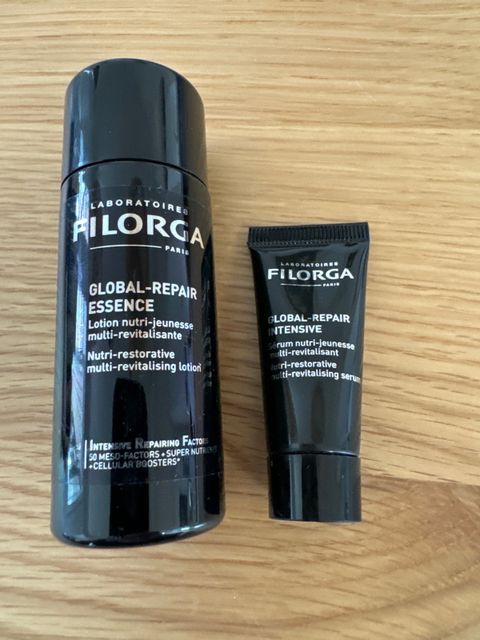 LABORATOIRES
FILORGA
PARIS
GLOBAL-REPAIR
ESSENCE
Lotion nutri-jeunesse
multi-revitalisante
Nutri-restorative
multi-revitalising lotion
INTENSIVE REPAIRING FACTORS
50 MESO-FACTORS + SUPER NUTRIENTS
+CELLULAR BOOSTERS*
LABORATOIRES
FILORGA
PARIS
GLOBAL-REPAIR
INTENSIVE
Sérum nutri-jeunesse
multi-revitalisant
Nutri-restorative
multi-revitalising serum